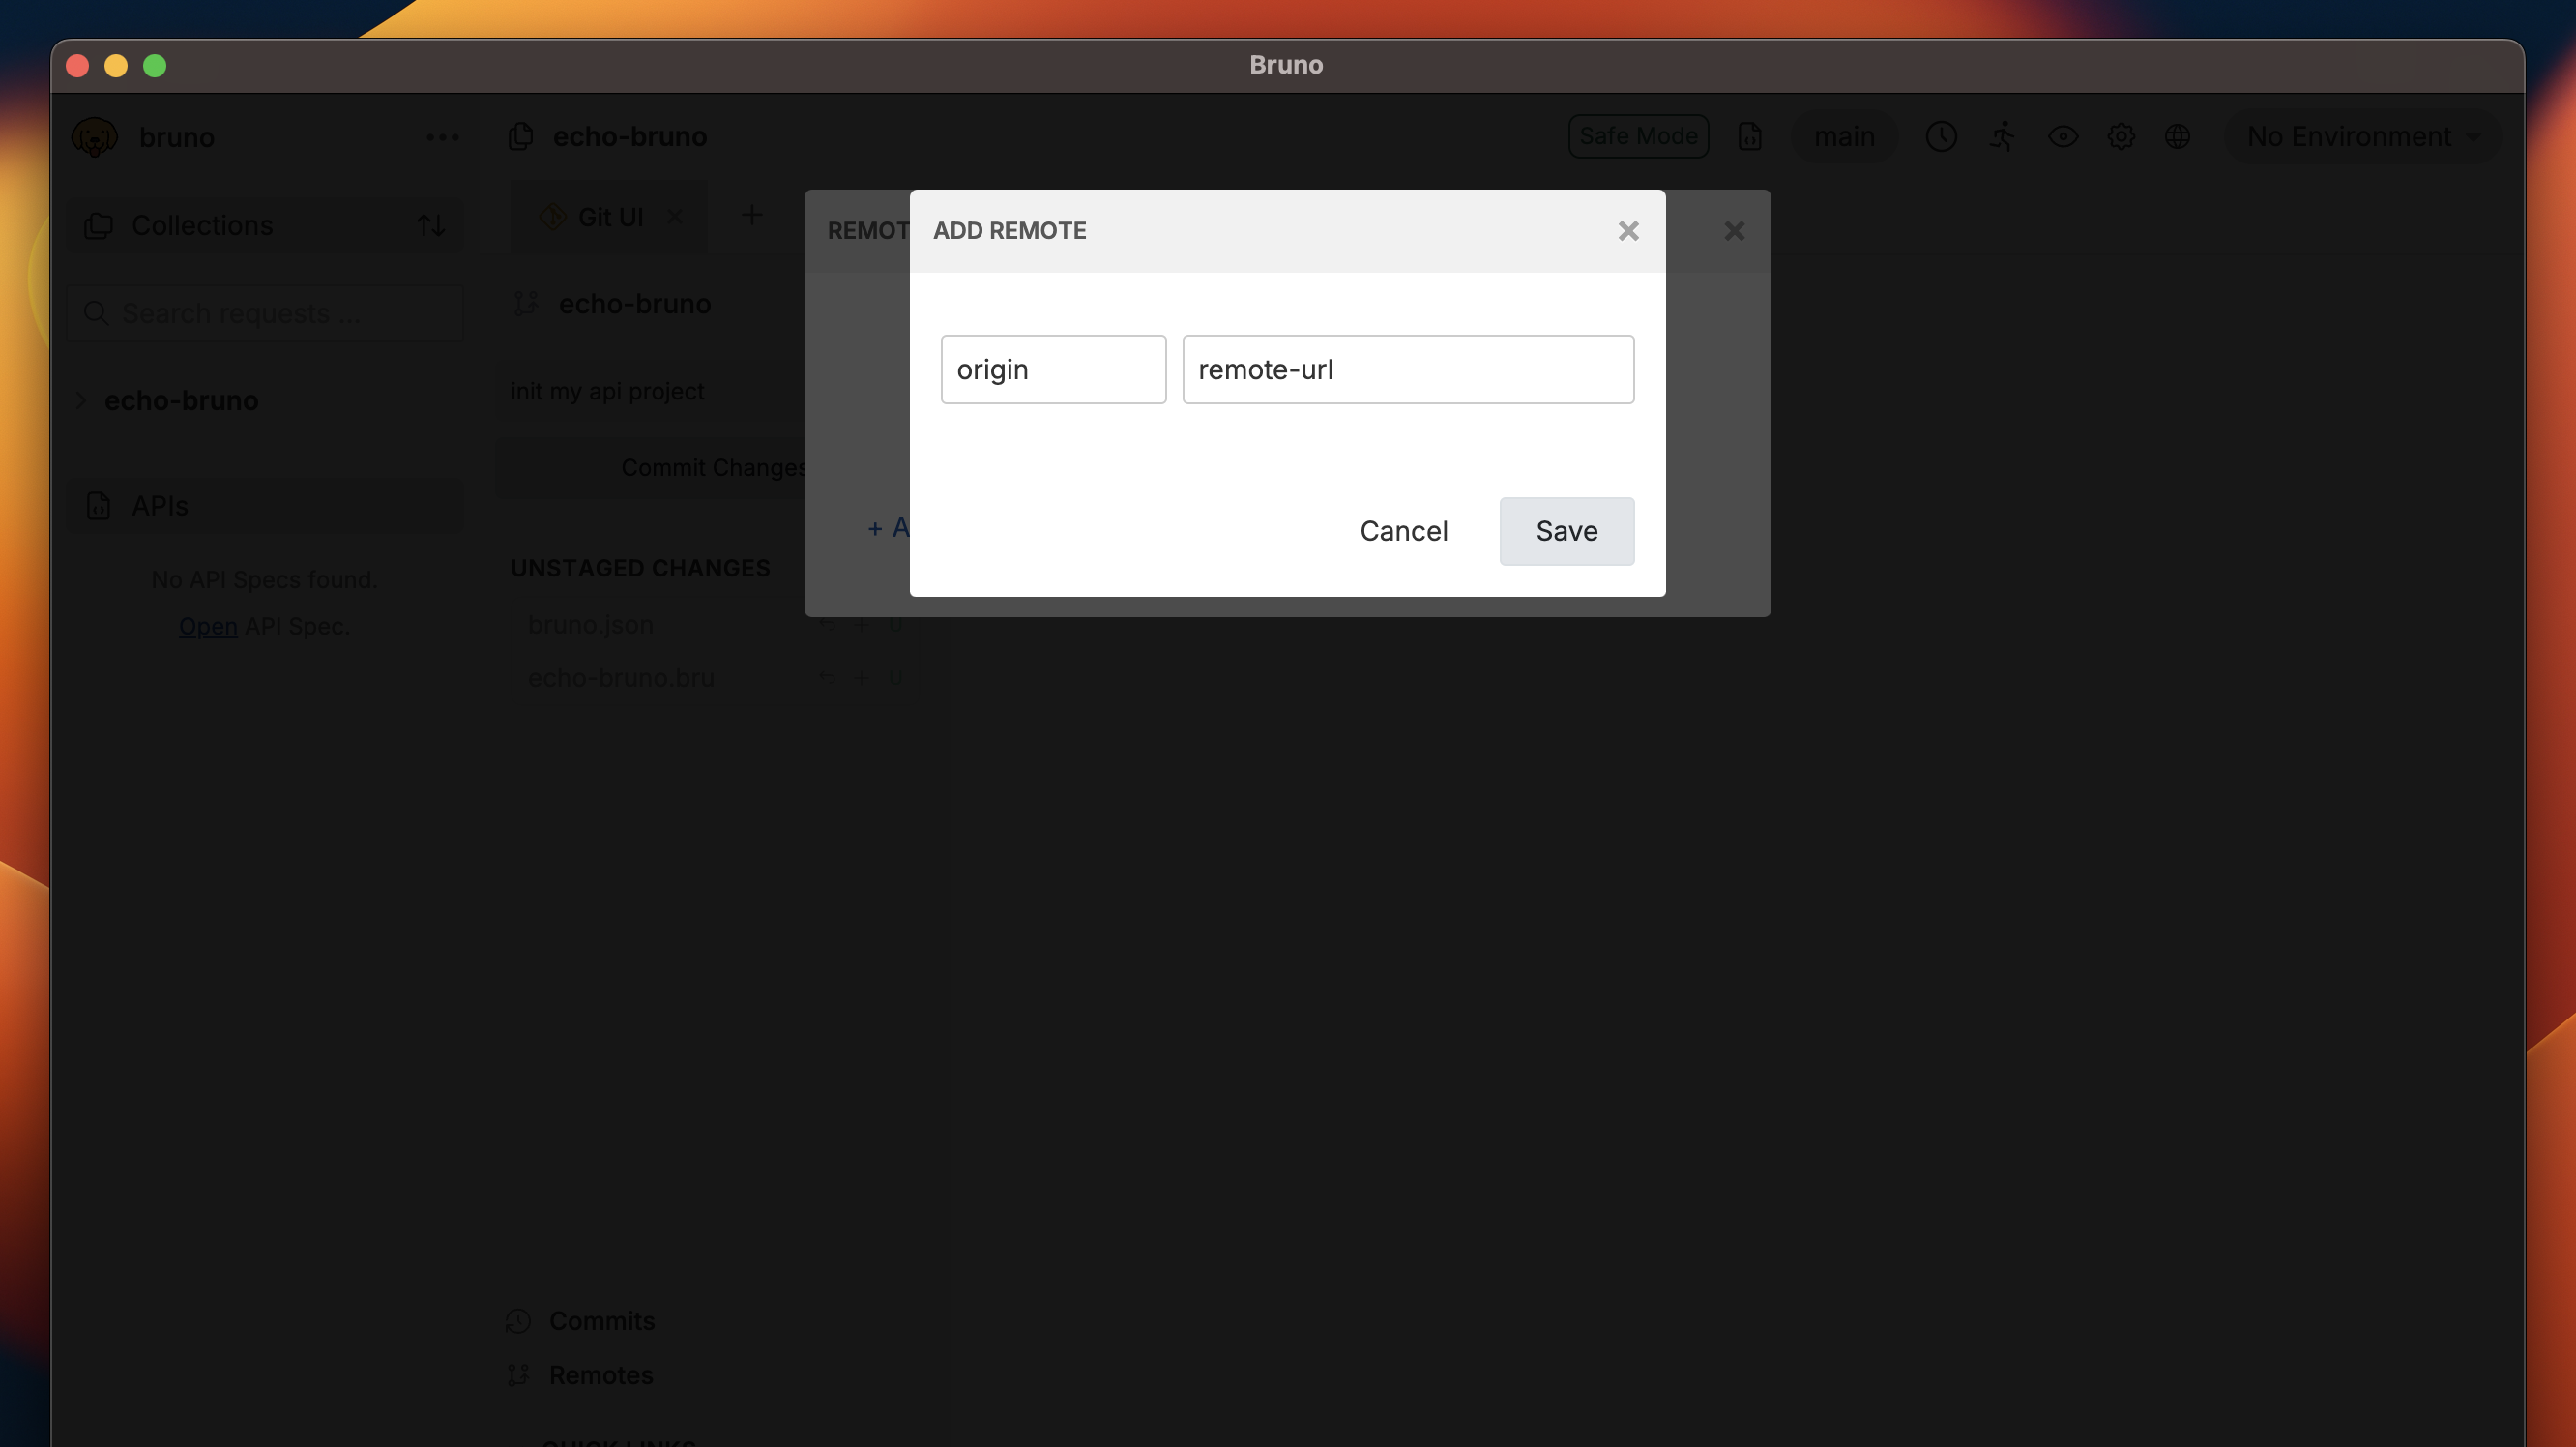 Bruno
bruno
echo-bruno
Safe Mode
main
No Environment
Collections
Git UI
REMOT
ADD REMOTE
Search requests ...
echo-bruno
origin
remote-url
echo-bruno
init my api project
Commit Changes
Cancel
Save
APIs
+ A
UNSTAGED CHANGES
No API Specs found.
Open API Spec.
bruno.json
+ U
echo-bruno.bru
+ U
Commits
Remotes
QUICK LINKS